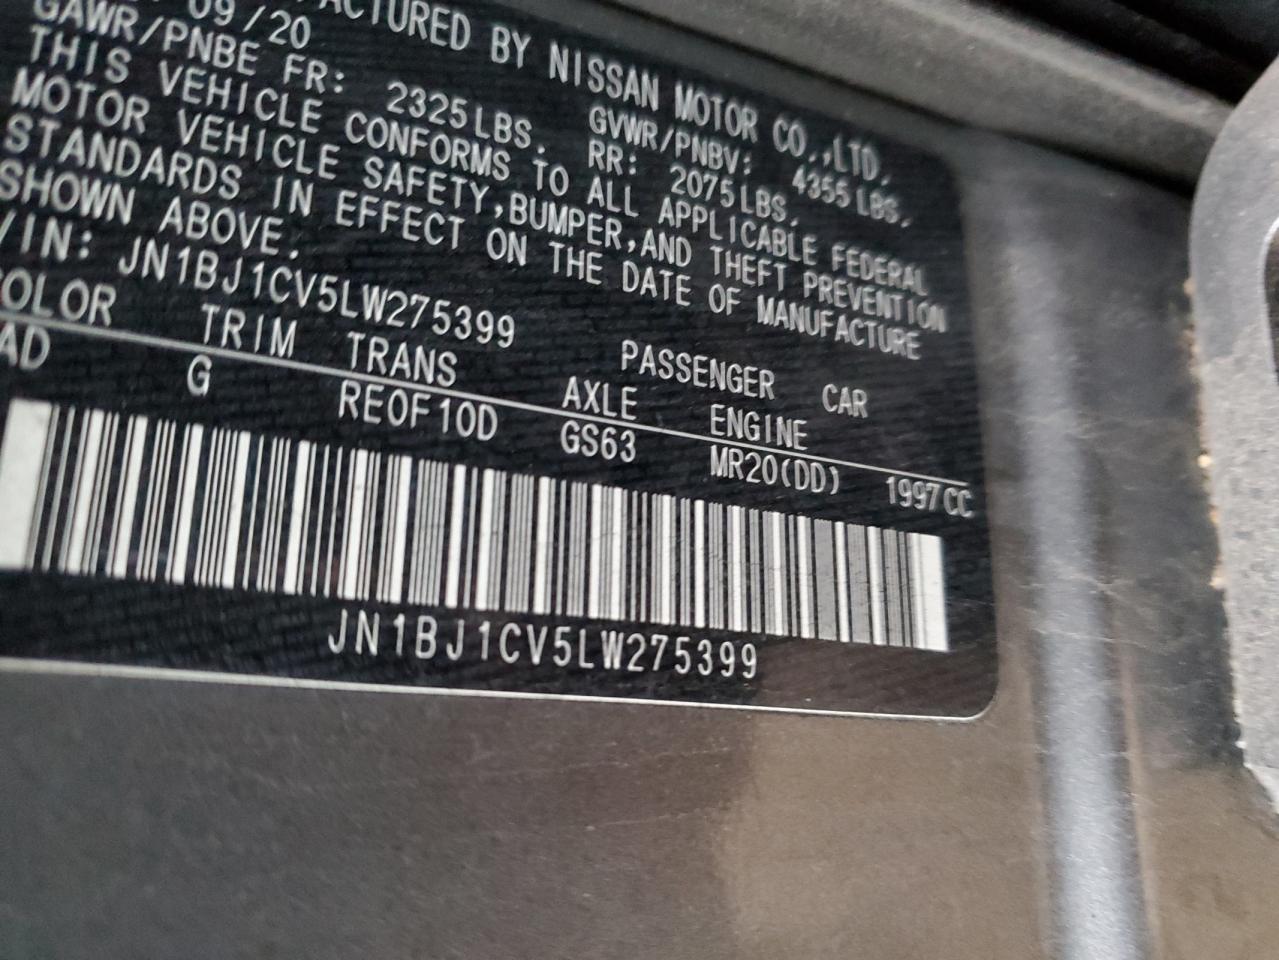 09/20
FACTURED BY NISSAN MOTOR CO.,LTD.
GAWR/PNBE FR: 2325LBS. RR: 2075LBS.
GVWR/PNBV: 4355LBS.
THIS VEHICLE CONFORMS TO ALL APPLICABLE FEDERAL
MOTOR VEHICLE SAFETY,BUMPER,AND THEFT PREVENTION
STANDARDS IN EFFECT ON THE DATE OF MANUFACTURE
SHOWN ABOVE.
VIN: JN1BJ1CV5LW275399 PASSENGER CAR
COLOR TRIM TRANS AXLE ENGINE
AD G RE0F10D GS63 MR20(DD) 1997CC
JN1BJ1CV5LW275399